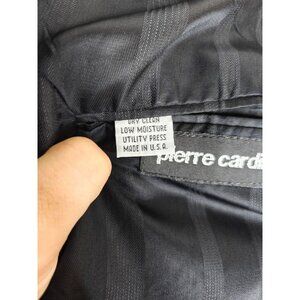 DRY CLEAN
LOW MOISTURE
UTILITY PRESS
MADE IN U.S.A.
pierre cardi